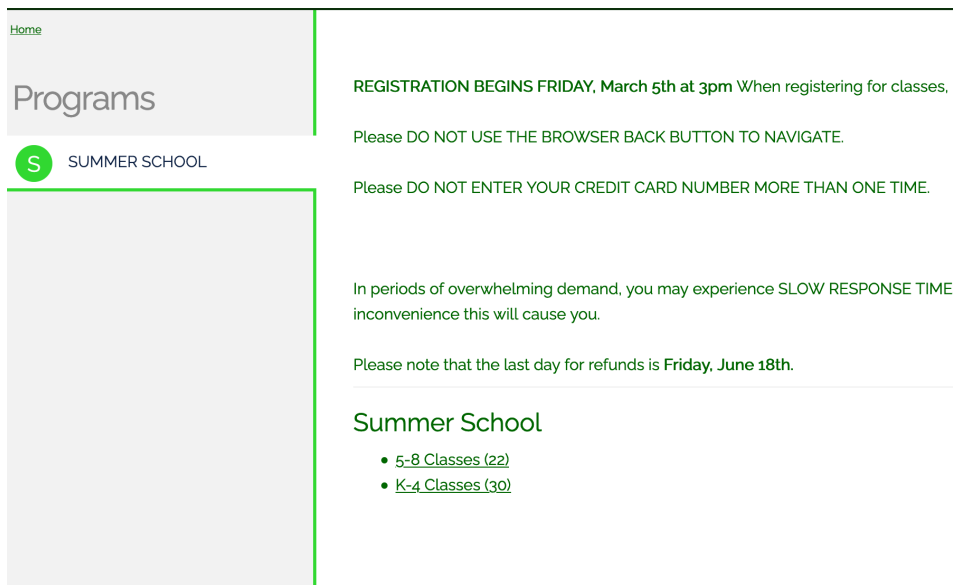 Home
Programs
S
SUMMER SCHOOL
REGISTRATION BEGINS FRIDAY, March 5th at 3pm When registering for classes,
Please DO NOT USE THE BROWSER BACK BUTTON TO NAVIGATE.
Please DO NOT ENTER YOUR CREDIT CARD NUMBER MORE THAN ONE TIME.
In periods of overwhelming demand, you may experience SLOW RESPONSE TIME
inconvenience this will cause you.
Please note that the last day for refunds is Friday, June 18th.
Summer School
• 5-8 Classes (22)
• K-4 Classes (30)